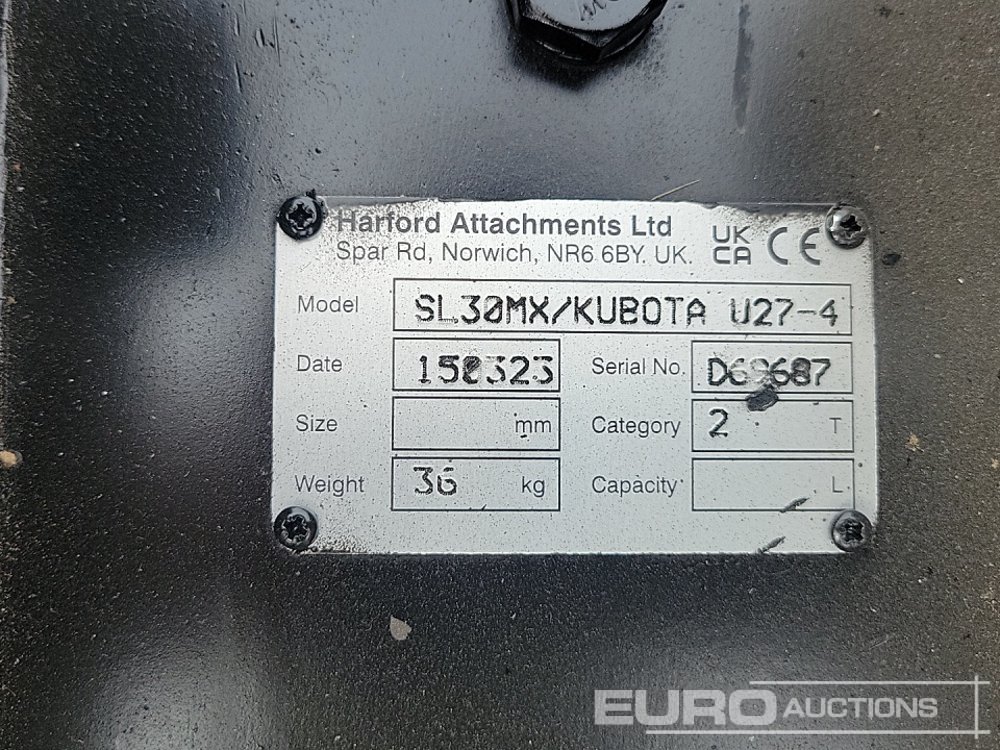 Harford Attachments Ltd
Spar Rd, Norwich, NR6 6BY. UK.
UK
CA CE
Model SL30MX/KUBOTA U27-4
Date 150323 Serial No. D69687
Size mm Category 2 T
Weight 36 kg Capacity L
EURO AUCTIONS